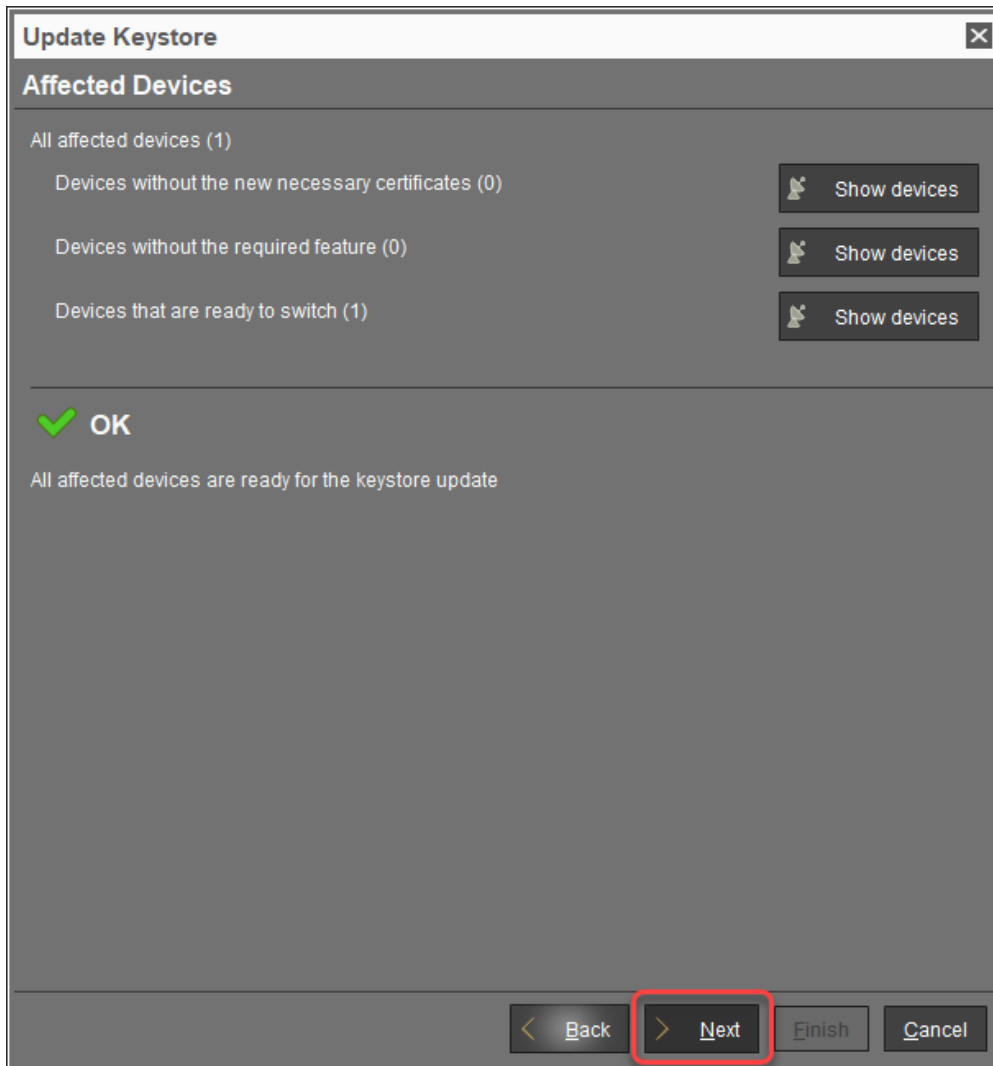 Update Keystore
Affected Devices
All affected devices (1)
Devices without the new necessary certificates (0)
Show devices
Devices without the required feature (0)
Show devices
Devices that are ready to switch (1)
Show devices
OK
All affected devices are ready for the keystore update
Back
Next
Finish
Cancel